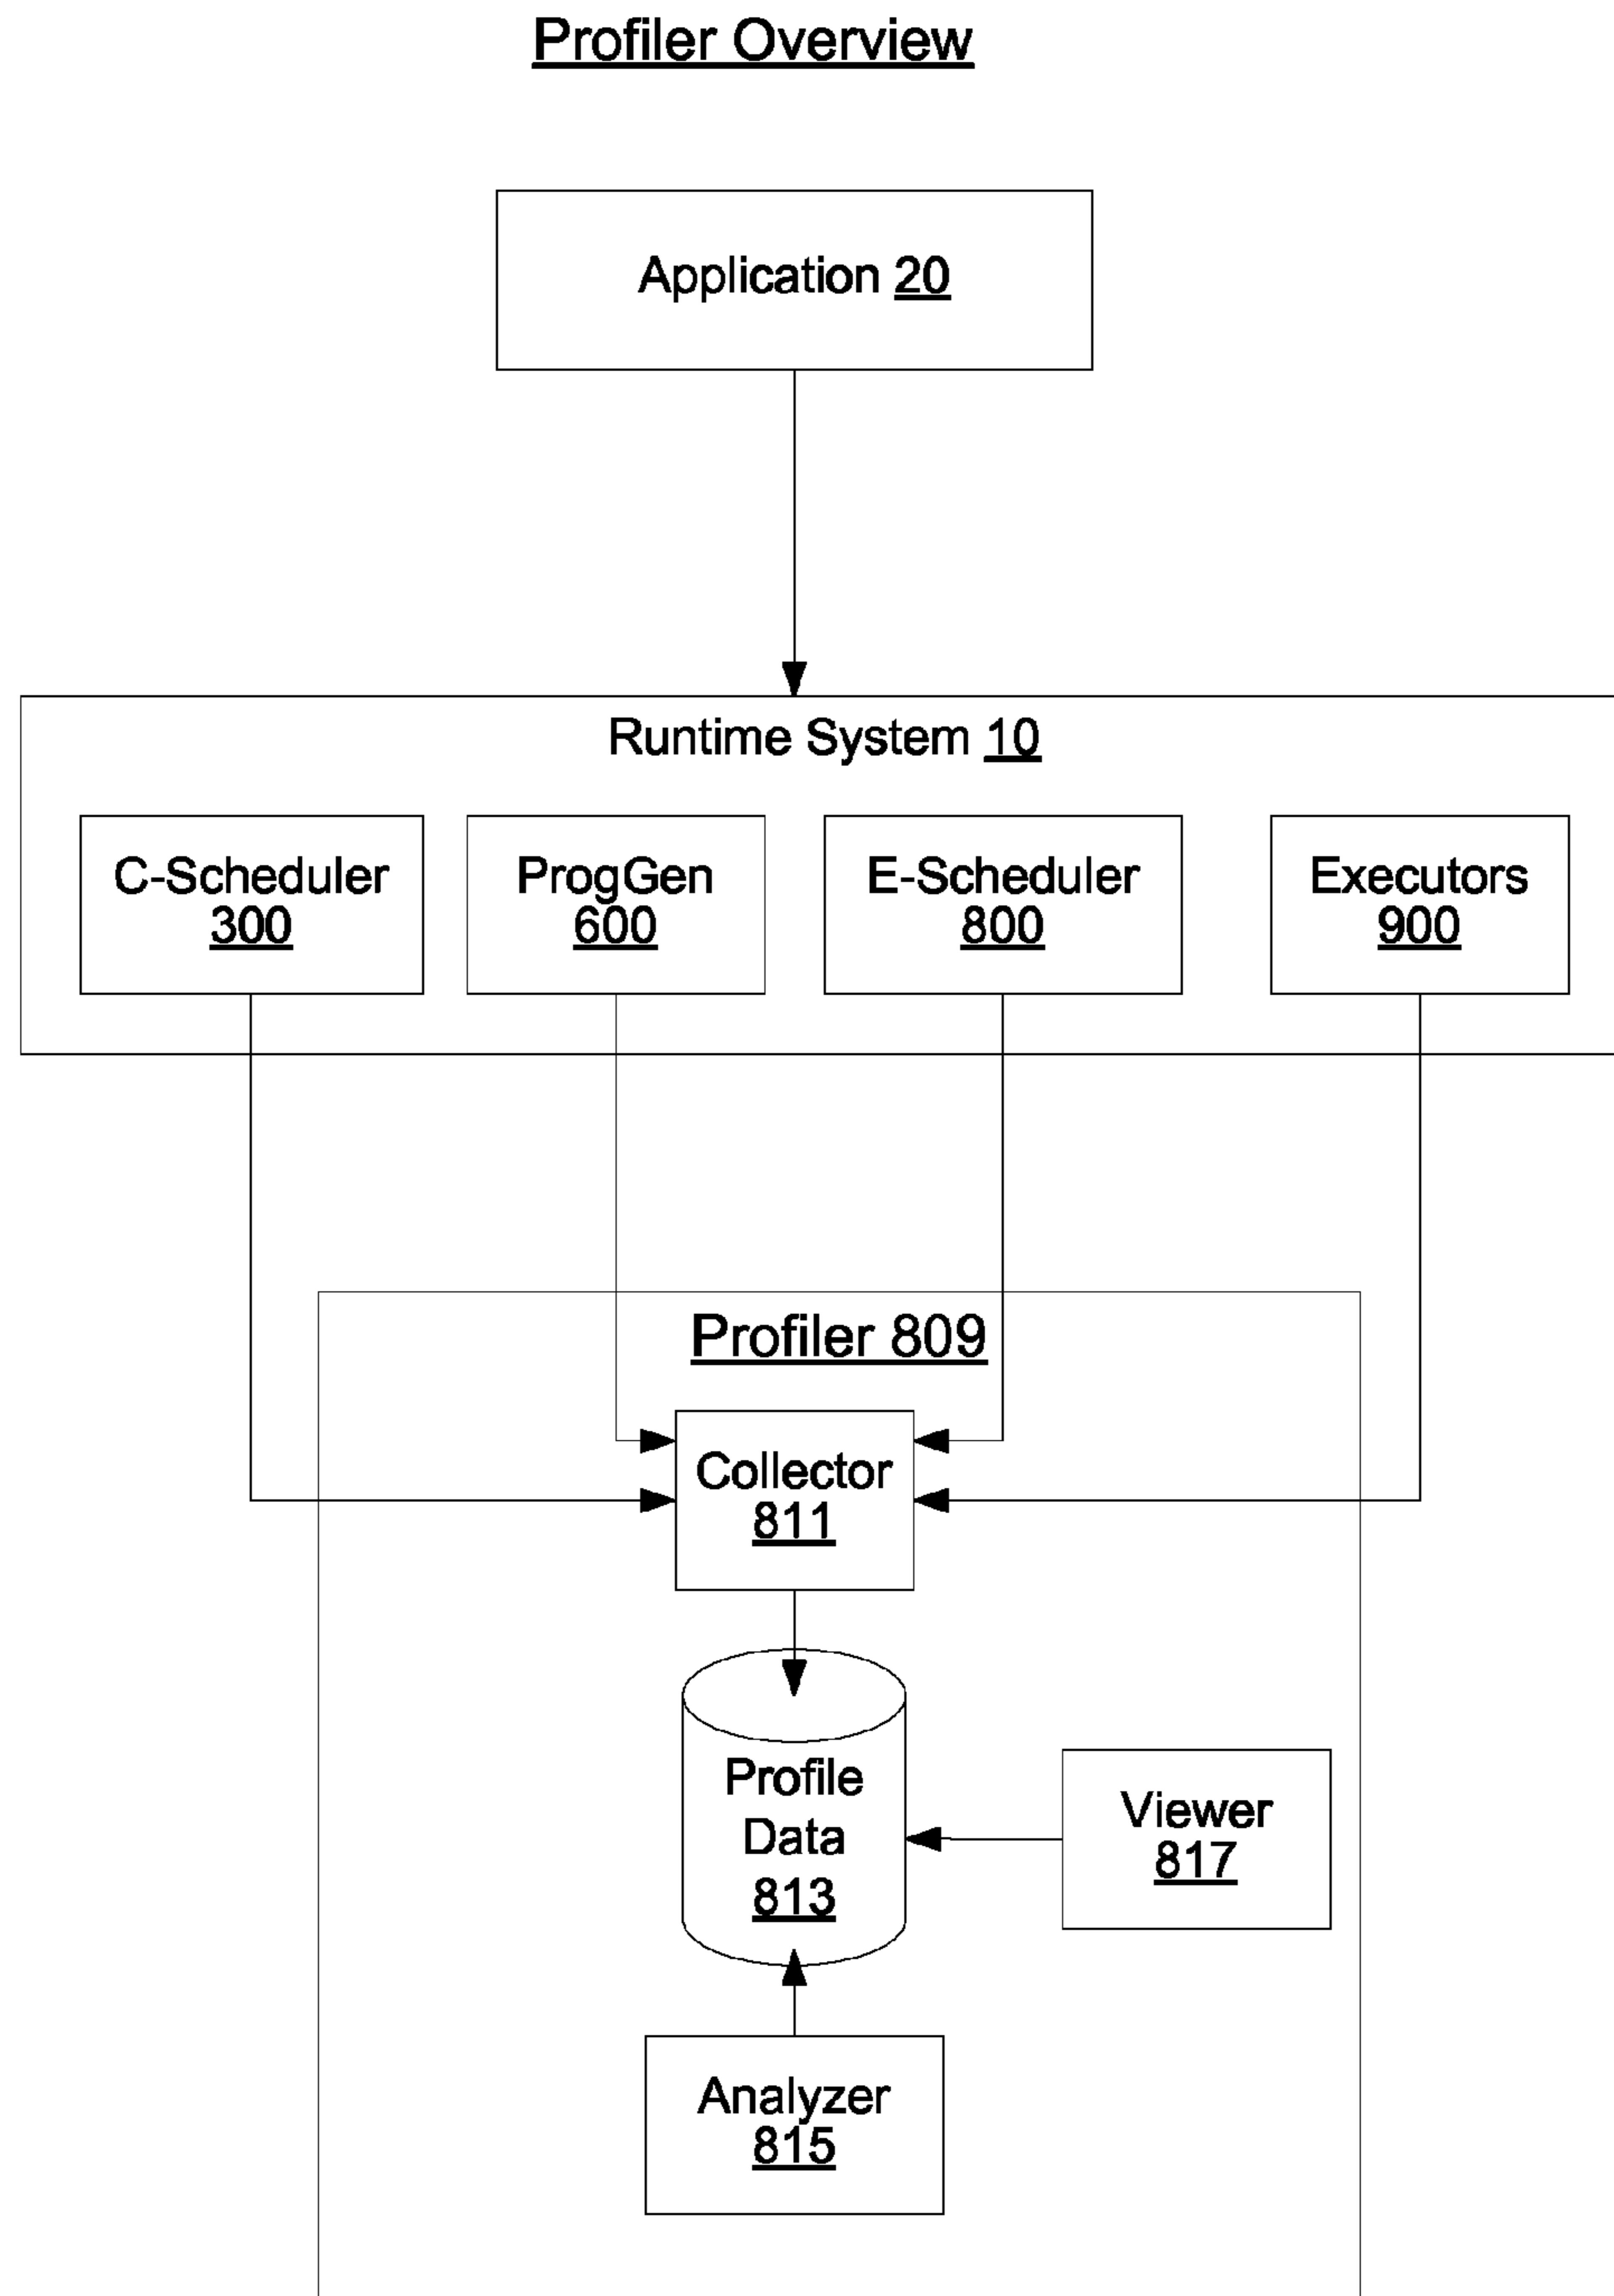 Profiler Overview
Application 20
Runtime System 10
C-Scheduler
300
ProgGen
600
E-Scheduler
800
Executors
900
Profiler 809
Collector
811
Profile
Data
813
Viewer
817
Analyzer
815